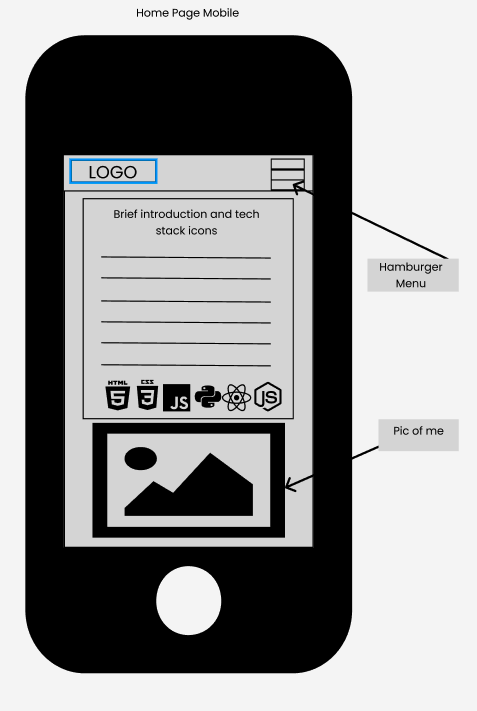 Home Page Mobile
LOGO
Brief introduction and tech
stack icons
Hamburger
Menu
HTML
5
CSS
3
JS
JS
Pic of me